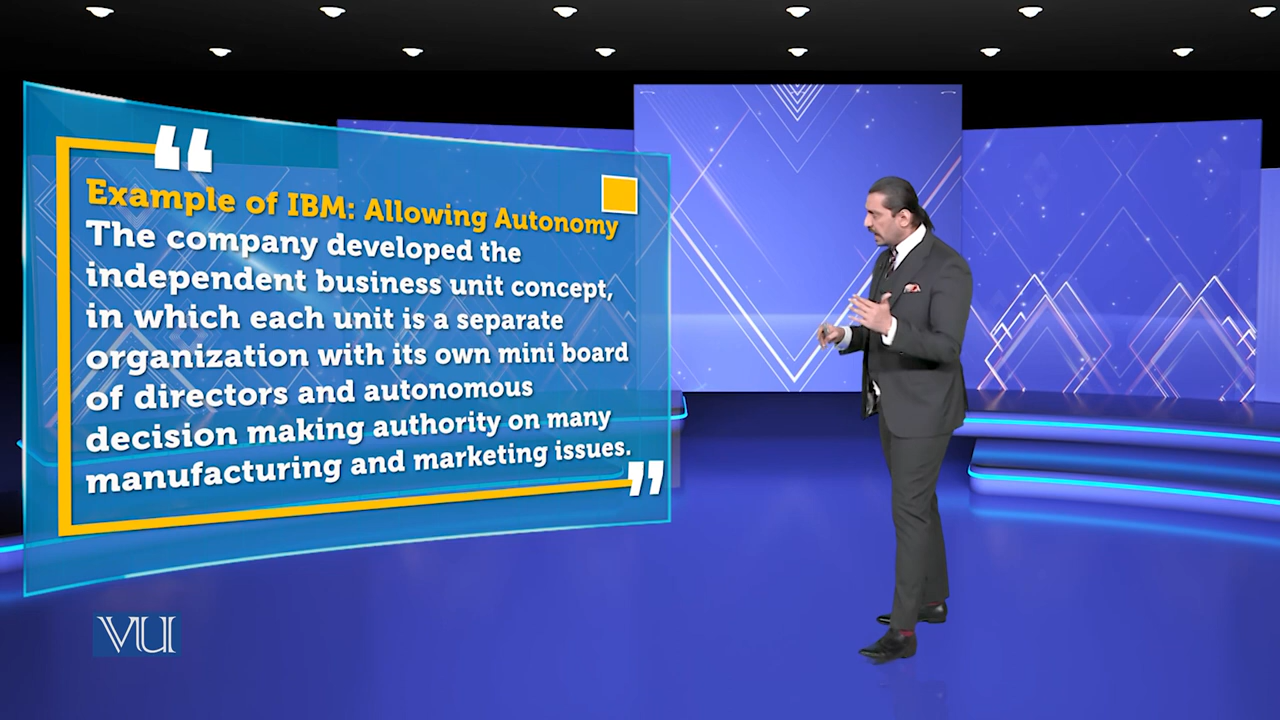 “
Example of IBM: Allowing Autonomy
The company developed the
independent business unit concept,
in which each unit is a separate
organization with its own mini board
of directors and autonomous
decision making authority on many
manufacturing and marketing issues.
”
VU